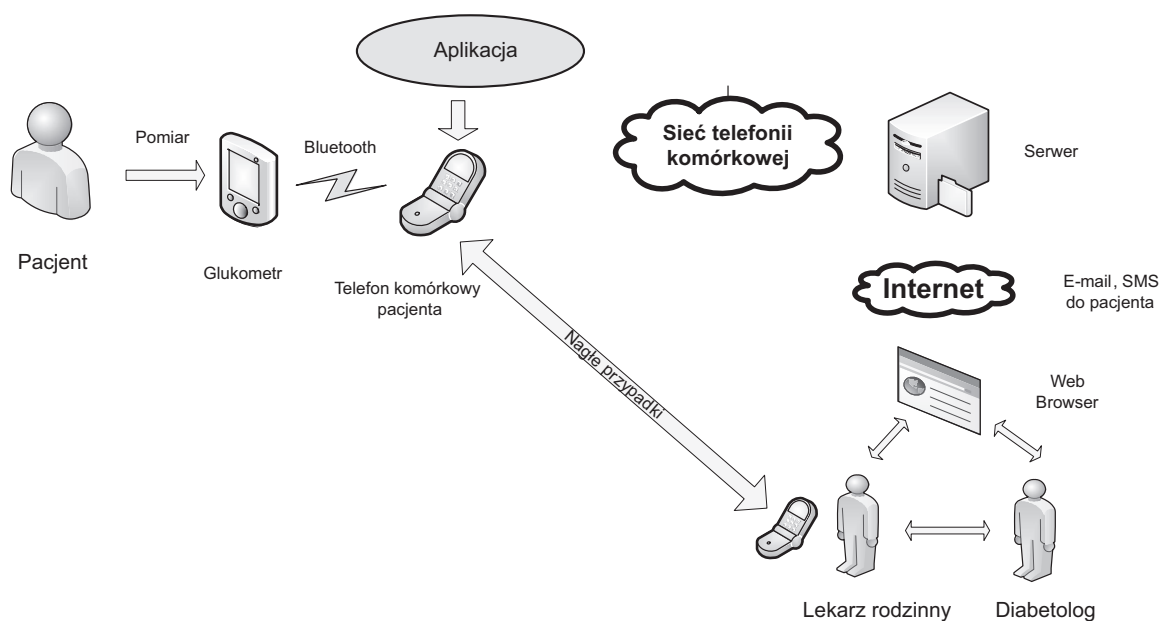 Aplikacja
Sieć telefonii
komórkowej
Pomiar
Bluetooth
Serwer
Pacjent
Glukometr
Telefon komórkowy
pacjenta
Internet
E-mail, SMS
do pacjenta
Nagłe przypadki
Web
Browser
Lekarz rodzinny
Diabetolog